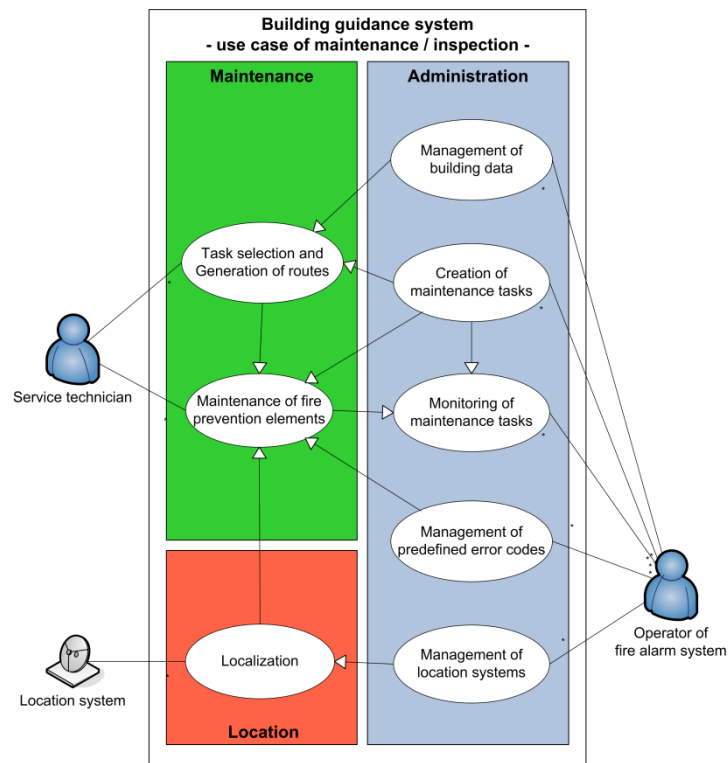 Building guidance system
- use case of maintenance / inspection -
Maintenance
Administration
Management of
building data
*
Task selection and
Generation of routes
*
Creation of
maintenance tasks
*
Service technician
Maintenance of fire
prevention elements
*
Monitoring of
maintenance tasks
*
Management of
predefined error codes
*
*
*
*
*
Operator of
fire alarm system
Localization
*
Management of
location systems
*
Location system
Location